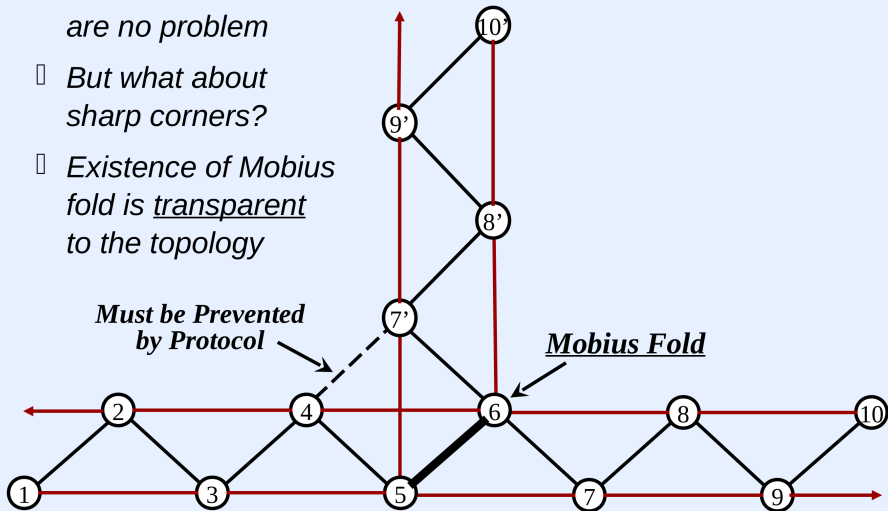 are no problem
But what about
sharp corners?
Existence of Mobius
fold is transparent
to the topology
10’
9’
8’
7’
Must be Prevented
by Protocol
Mobius Fold
2 4 6 8 10
1 3 5 7 9